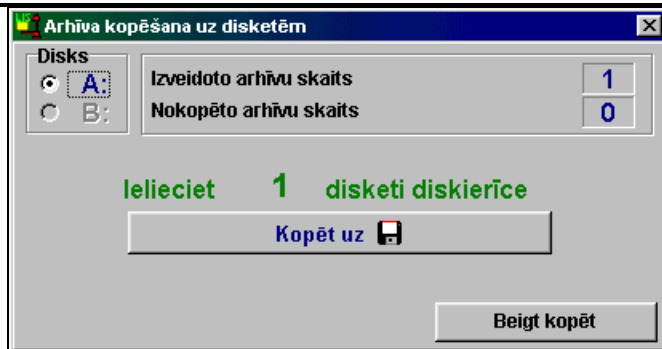 Arhīva kopēšana uz disketēm
Disks
A:
B:
Izveidoto arhīvu skaits 1
Nokopēto arhīvu skaits 0
Ielieciet 1 disketi diskierīce
Kopēt uz
Beigt kopēt